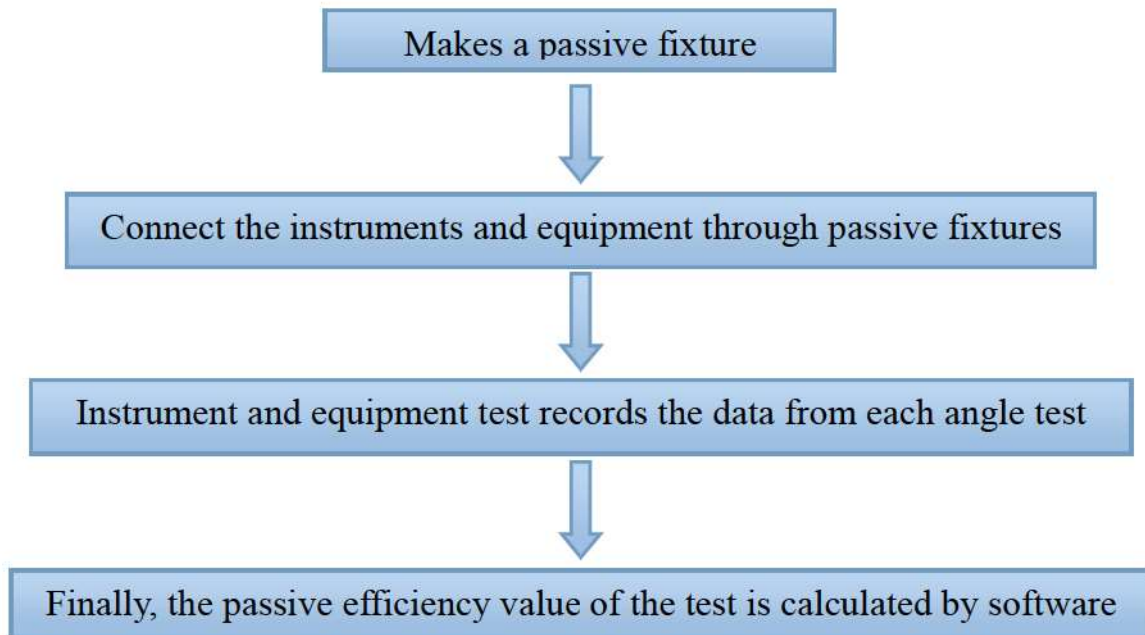 Makes a passive fixture
Connect the instruments and equipment through passive fixtures
Instrument and equipment test records the data from each angle test
Finally, the passive efficiency value of the test is calculated by software